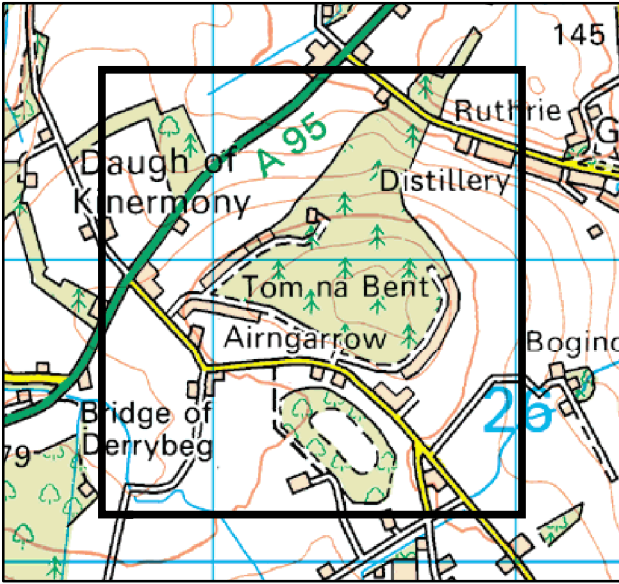 145
Ruthrie
G
A 95
Daugh of
Kinermony
Distillery
Tom na Bent
Airngarrow
Bogind
26
Bridge of
Derrybeg
79